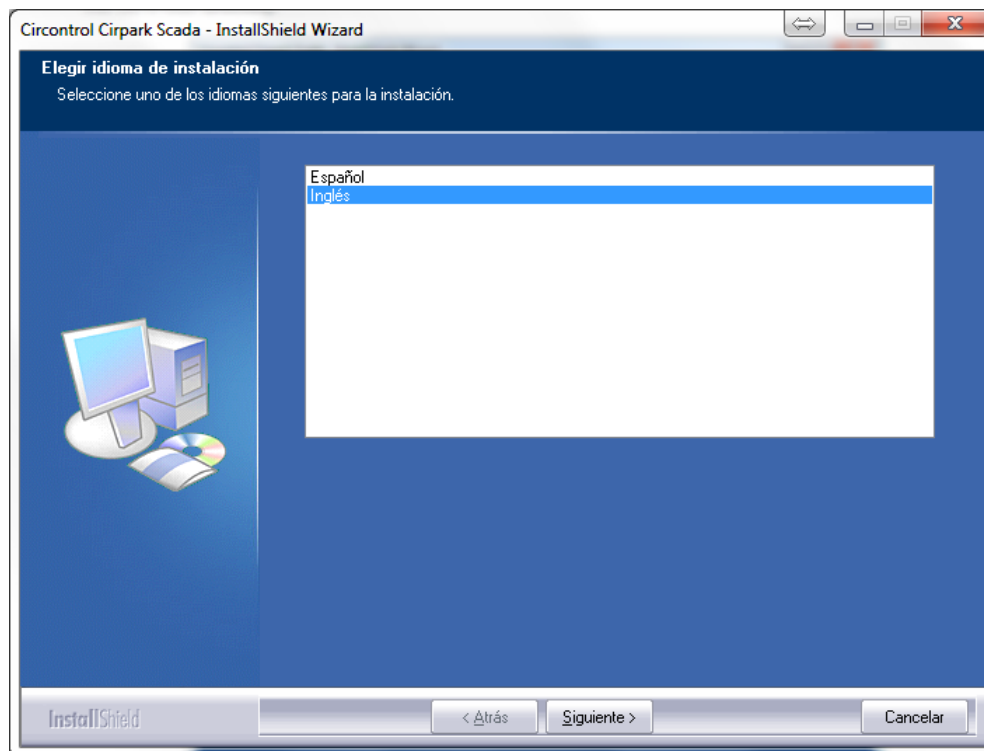 Circontrol Cirpark Scada - InstallShield Wizard
Elegir idioma de instalación
Seleccione uno de los idiomas siguientes para la instalación.
Español
Inglés
InstallShield
< Atrás
Siguiente >
Cancelar